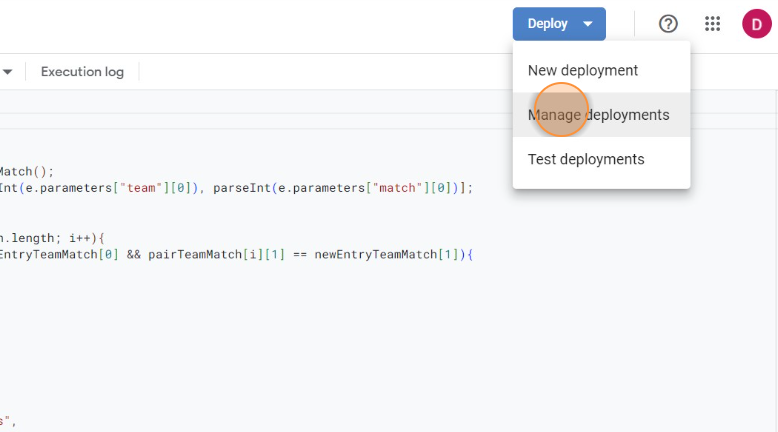 Deploy
D
New deployment
Execution log
Manage deployments
Test deployments
Match();
Int(e.parameters["team"][0]), parseInt(e.parameters["match"][0])];
.length; i++){
EntryTeamMatch[0] && pairTeamMatch[i][1] == newEntryTeamMatch[1]){
s",